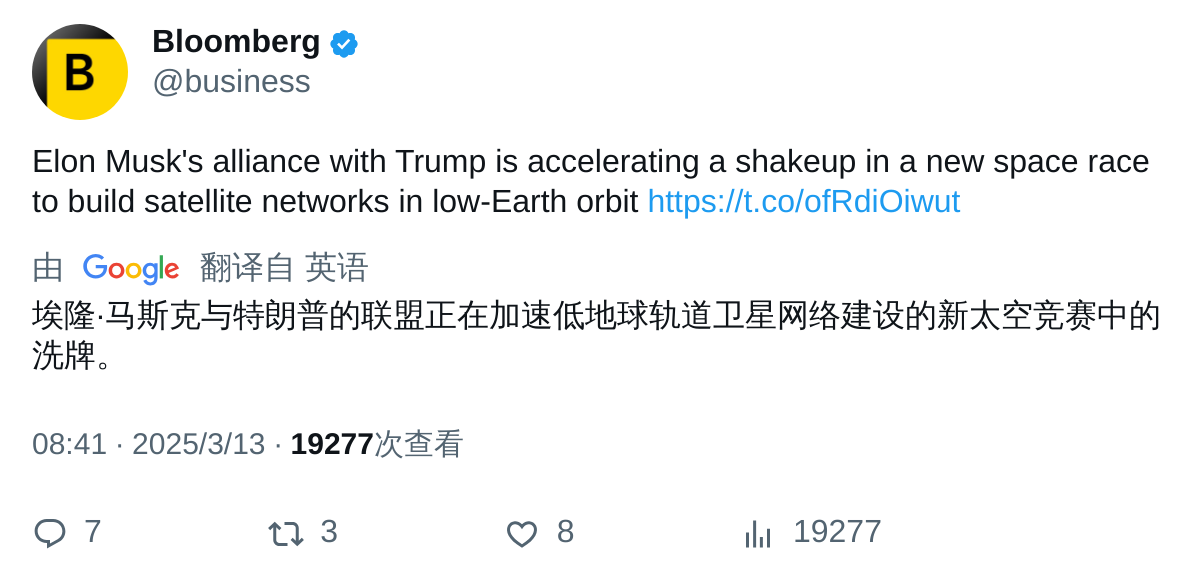 B
Bloomberg
@business
Elon Musk's alliance with Trump is accelerating a shakeup in a new space race
to build satellite networks in low-Earth orbit https://t.co/ofRdiOiwut
由 Google 翻译自 英语
埃隆·马斯克与特朗普的联盟正在加速低地球轨道卫星网络建设的新太空竞赛中的
洗牌。
08:41 · 2025/3/13 · 19277次查看
7 3 8 19277